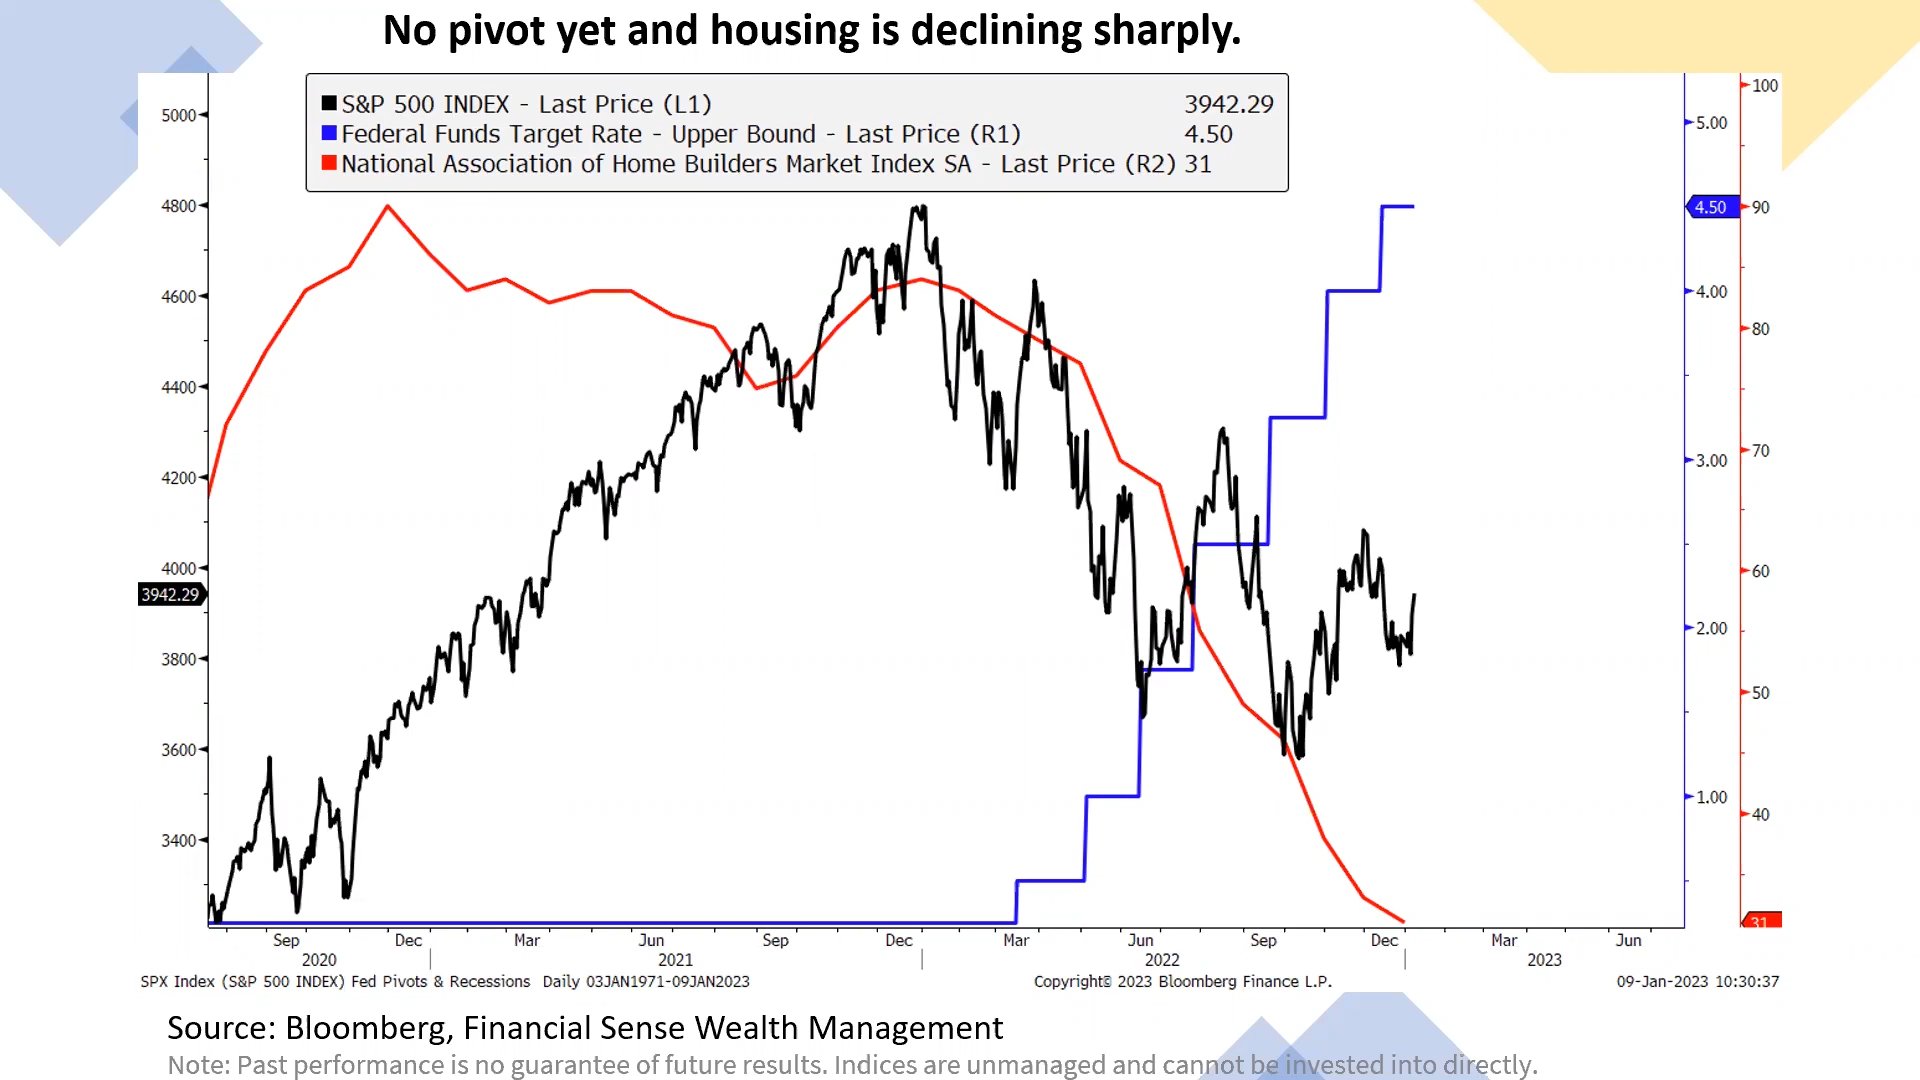 No pivot yet and housing is declining sharply.
S&P 500 INDEX - Last Price (L1) 3942.29
Federal Funds Target Rate - Upper Bound - Last Price (R1) 4.50
National Association of Home Builders Market Index SA - Last Price (R2) 31
5000
4800
4600
4400
4200
4000
3942.29
3800
3600
3400
5.00
4.50
4.00
3.00
2.00
1.00
100
90
80
70
60
50
40
31
Sep Dec Mar Jun Sep Dec Mar Jun Sep Dec Mar Jun
2020 2021 2022 2023
SPX Index (S&P 500 INDEX) Fed Pivots & Recessions Daily 03JAN1971-09JAN2023 Copyright© 2023 Bloomberg Finance L.P. 09-Jan-2023 10:30:37
Source: Bloomberg, Financial Sense Wealth Management
Note: Past performance is no guarantee of future results. Indices are unmanaged and cannot be invested into directly.